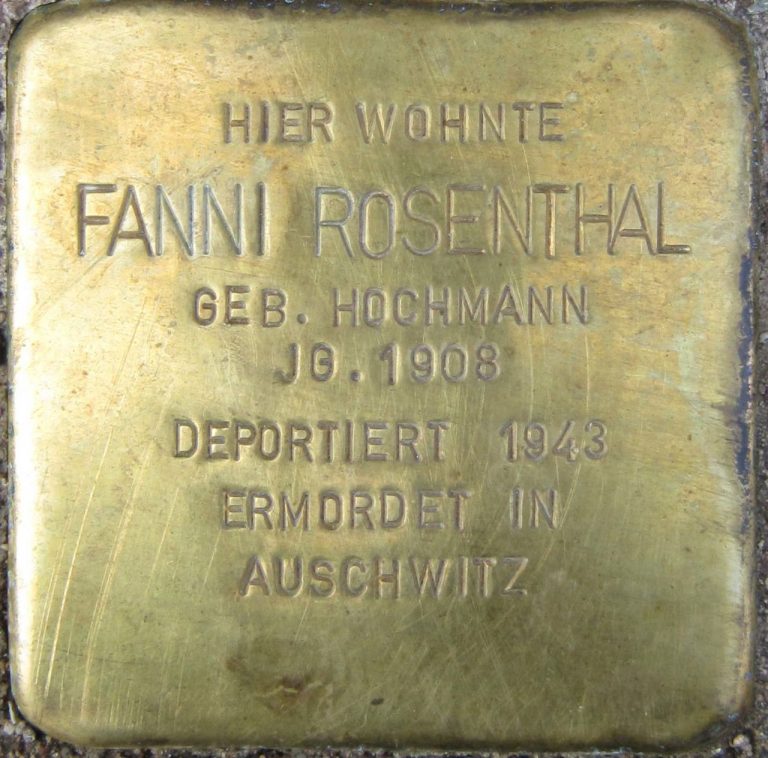 HIER WOHNTE
FANNI ROSENTHAL
GEB. HOCHMANN
JG. 1908
DEPORTIERT 1943
ERMORDET IN
AUSCHWITZ